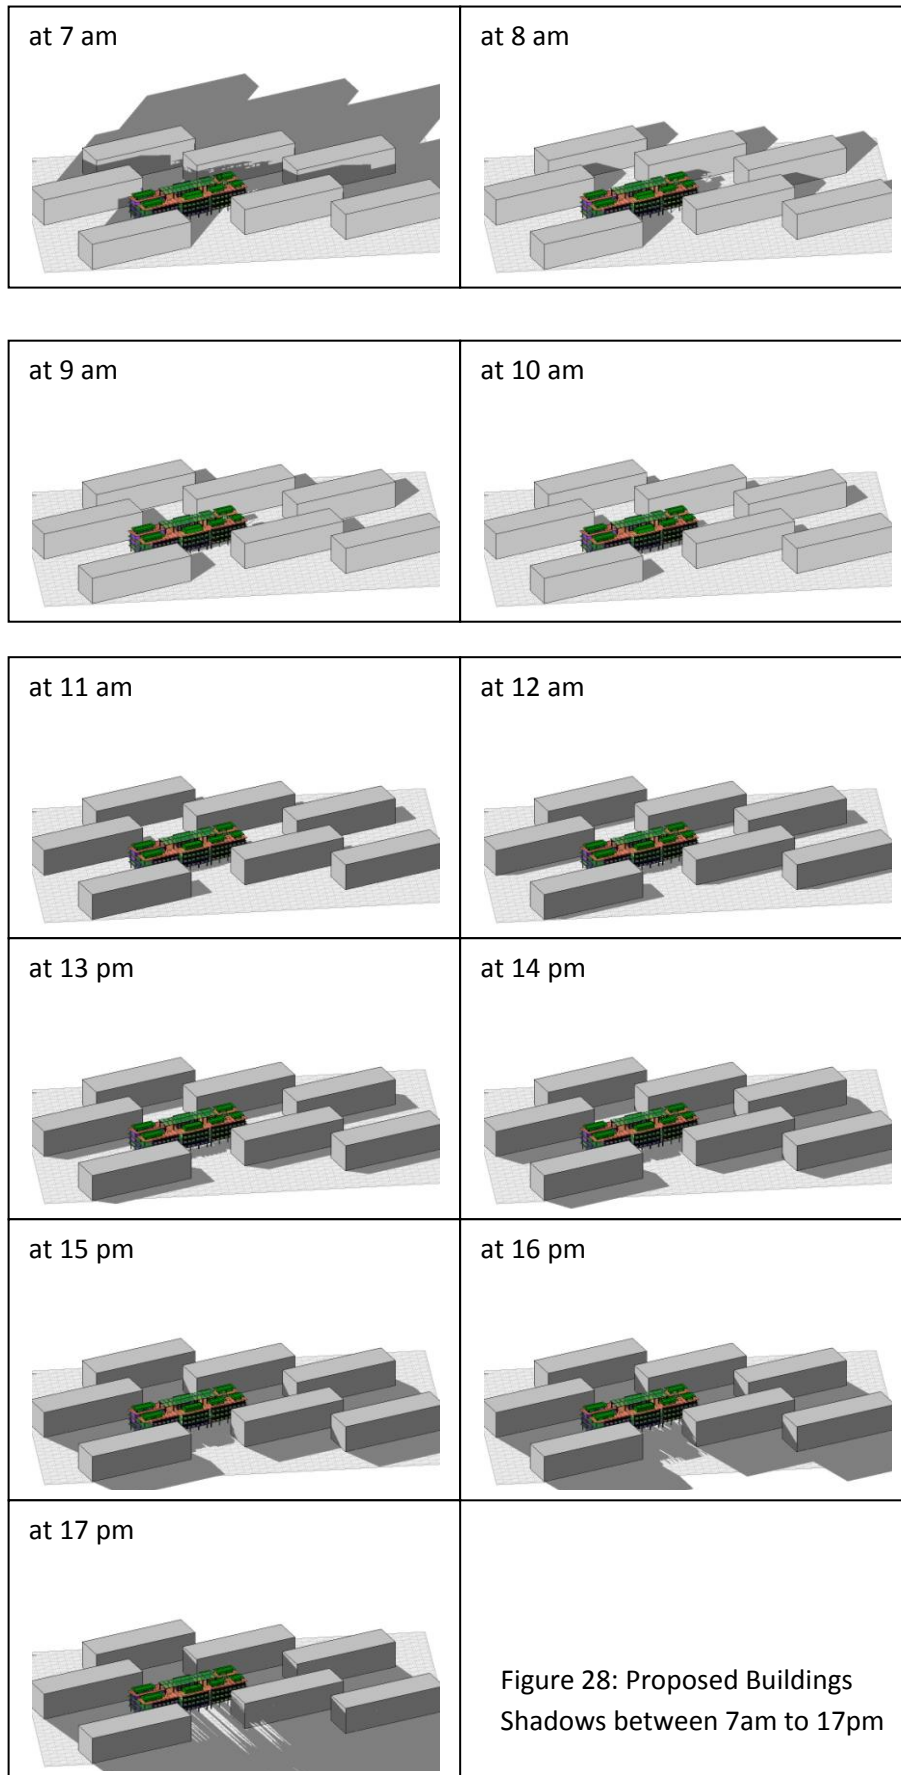 at 7 am
at 8 am
at 9 am
at 10 am
at 11 am
at 12 am
at 13 pm
at 14 pm
at 15 pm
at 16 pm
at 17 pm
Figure 28: Proposed Buildings
Shadows between 7am to 17pm